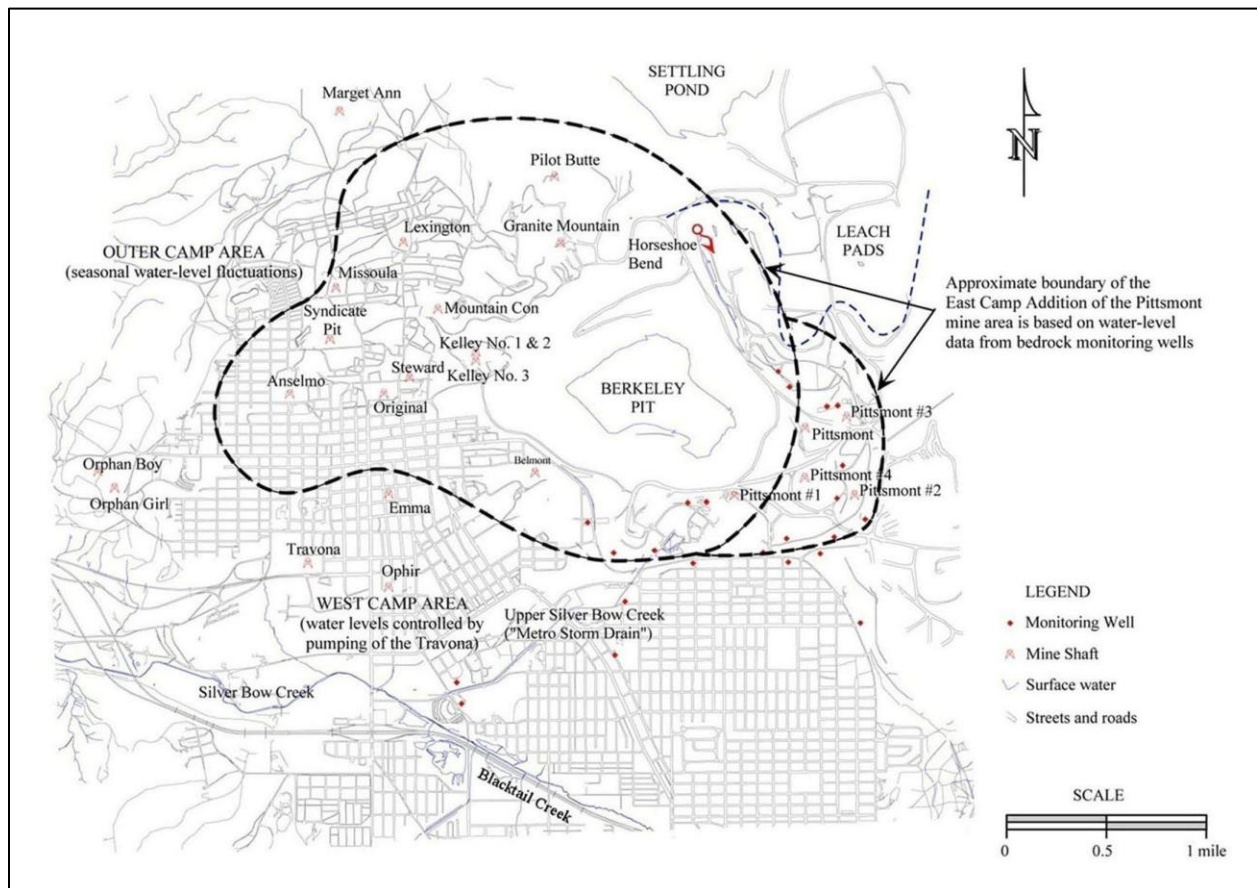 SETTLING
POND
Marget Ann
N
Pilot Butte
Lexington
Granite Mountain
Horseshoe
Bend
LEACH
PADS
OUTER CAMP AREA
(seasonal water-level fluctuations)
Missoula
Approximate boundary of the
East Camp Addition of the Pittsmont
mine area is based on water-level
data from bedrock monitoring wells
Syndicate
Pit
Mountain Con
Kelley No. 1 & 2
Steward
Kelley No. 3
Anselmo
Original
BERKELEY
PIT
Pittsmont #3
Pittsmont
Orphan Boy
Orphan Girl
Belmont
Pittsmont #4
Pittsmont #1
Pittsmont #2
Emma
Travona
Ophir
WEST CAMP AREA
(water levels controlled by
pumping of the Travona)
Upper Silver Bow Creek
("Metro Storm Drain")
Silver Bow Creek
Blacktail Creek
LEGEND
Monitoring Well
Mine Shaft
Surface water
Streets and roads
SCALE
0 0.5 1 mile